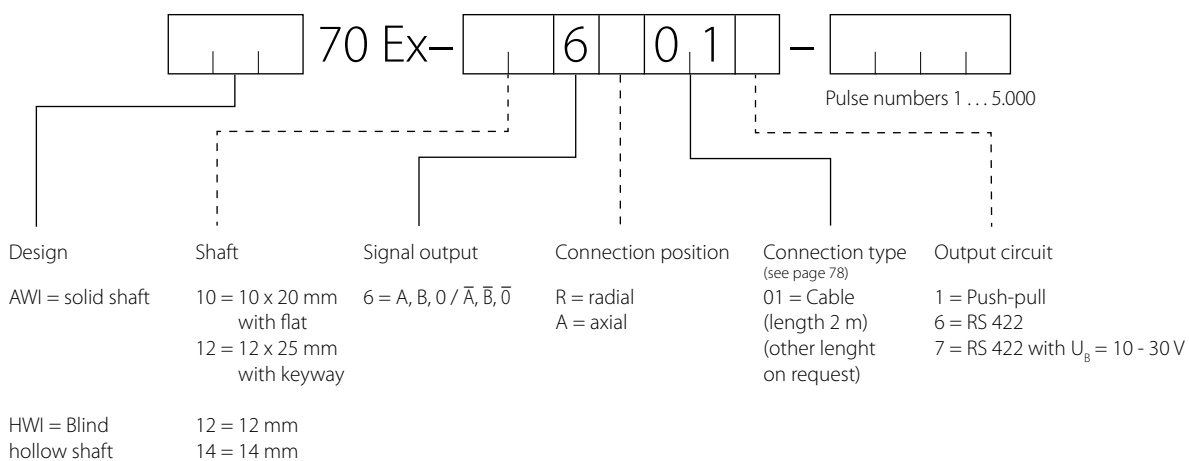 70 Ex– 6 0 1 –
Pulse numbers 1 . . . 5.000
Design
AWI = solid shaft
HWI = Blind
hollow shaft
Shaft
10 = 10 x 20 mm
with flat
12 = 12 x 25 mm
with keyway
12 = 12 mm
14 = 14 mm
Signal output
6 = A, B, 0 / A̅, B̅, 0̅
Connection position
R = radial
A = axial
Connection type
(see page 78)
01 = Cable
(length 2 m)
(other lenght
on request)
Output circuit
1 = Push-pull
6 = RS 422
7 = RS 422 with U_B = 10 - 30 V